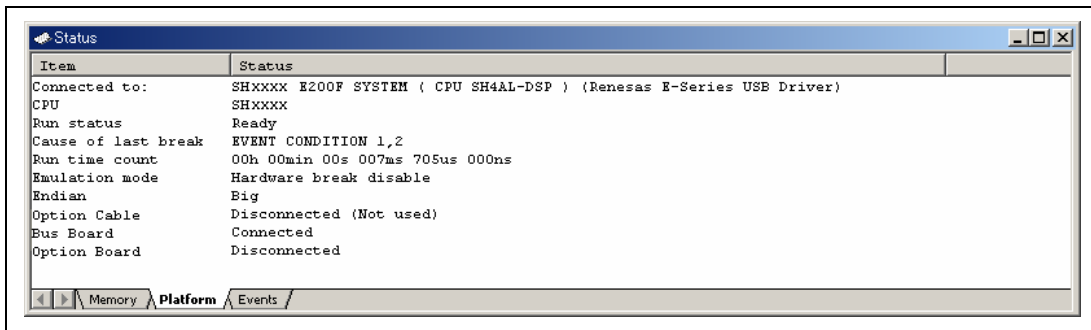 Status
Item Status
Connected to: SHxxxx E200F SYSTEM ( CPU SH4AL-DSP ) (Renesas E-Series USB Driver)
CPU SHxxxx
Run status Ready
Cause of last break EVENT CONDITION 1,2
Run time count 00h 00min 00s 007ms 705us 000ns
Emulation mode Hardware break disable
Endian Big
Option Cable Disconnected (Not used)
Bus Board Connected
Option Board Disconnected
Memory Platform Events